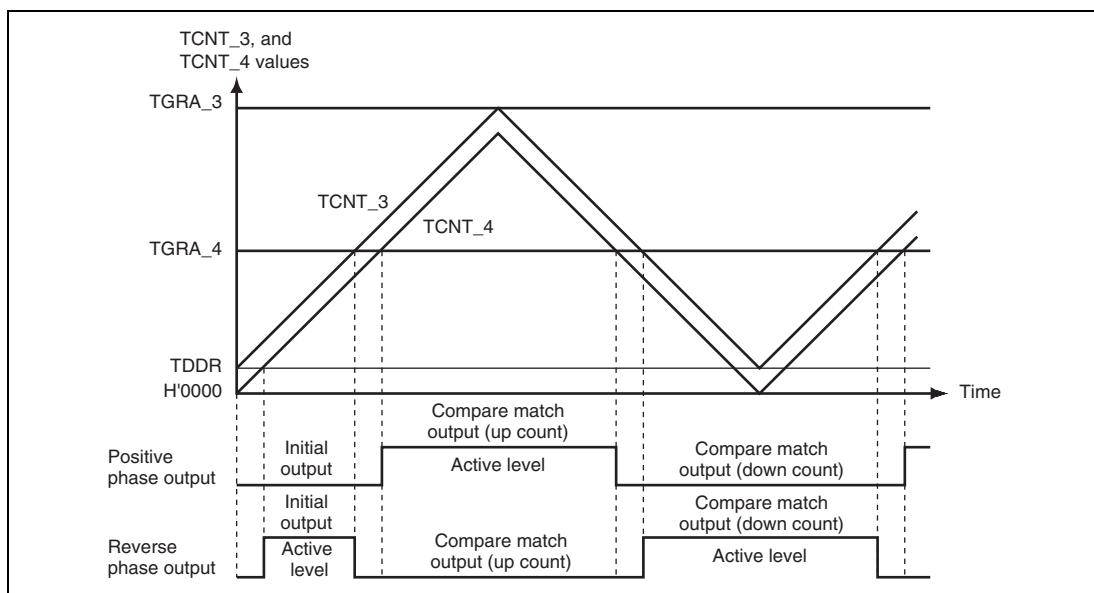 TCNT_3, and
TCNT_4 values
TGRA_3
TCNT_3
TCNT_4
TGRA_4
TDDR
H'0000
Time
Positive
phase output
Initial
output
Compare match
output (up count)
Active level
Compare match
output (down count)
Reverse
phase output
Initial
output
Active
level
Compare match
output (up count)
Compare match
output (down count)
Active level